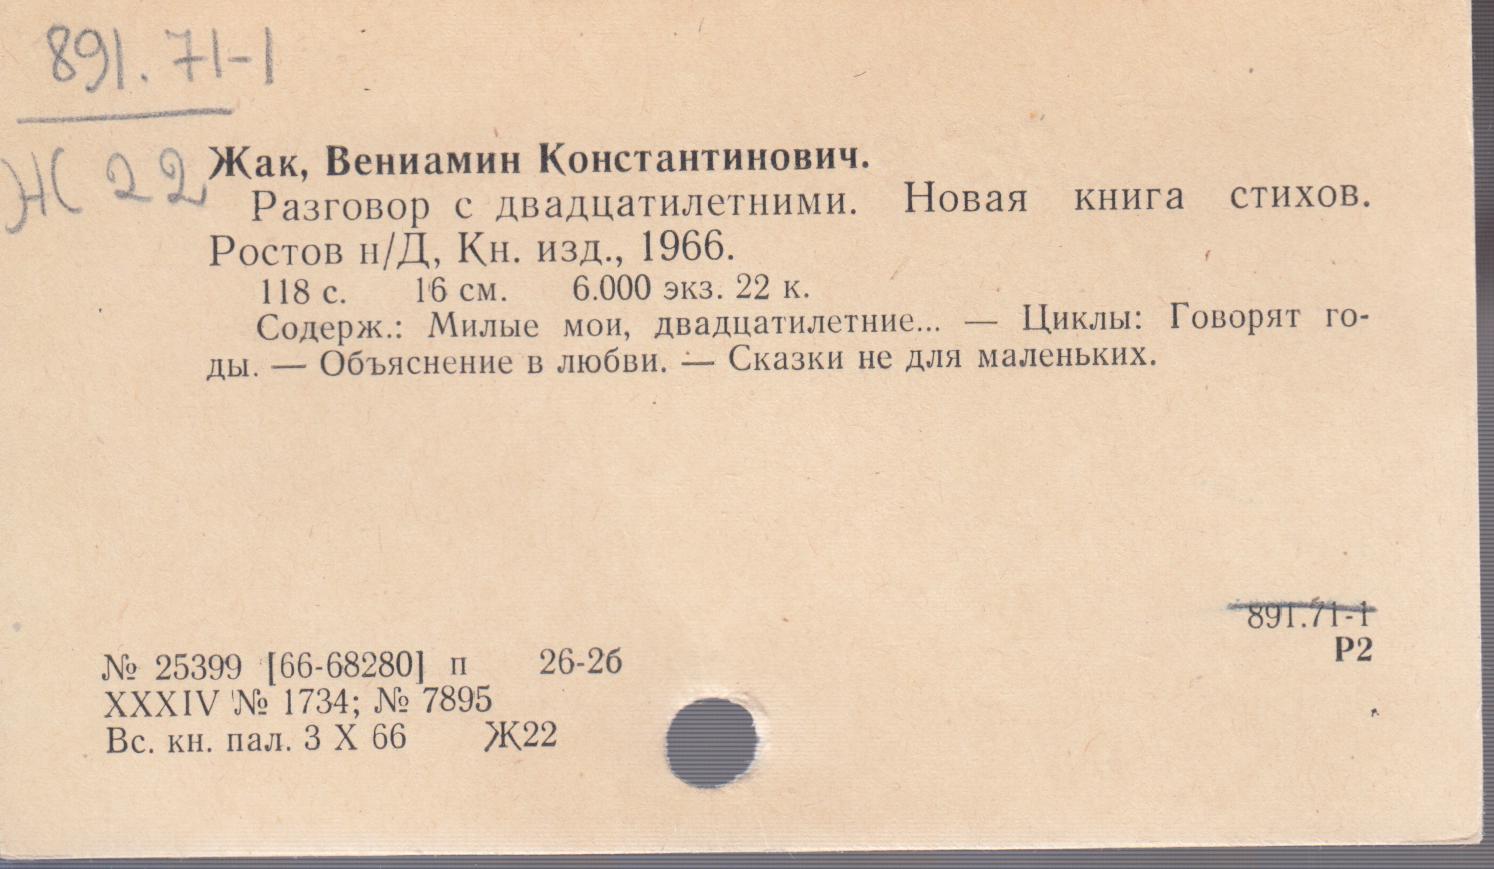 891.71-1
Ж 22
Жак, Вениамин Константинович.
Разговор с двадцатилетними. Новая книга стихов.
Ростов н/Д, Кн. изд., 1966.
118 с. 16 см. 6.000 экз. 22 к.
Содерж.: Милые мои, двадцатилетние... — Циклы: Говорят го-
ды. — Объяснение в любви. — Сказки не для маленьких.
891.71-1
Р2
№ 25399 [66-68280] п 26-2б
XXXIV № 1734; № 7895
Вс. кн. пал. 3 X 66 Ж22